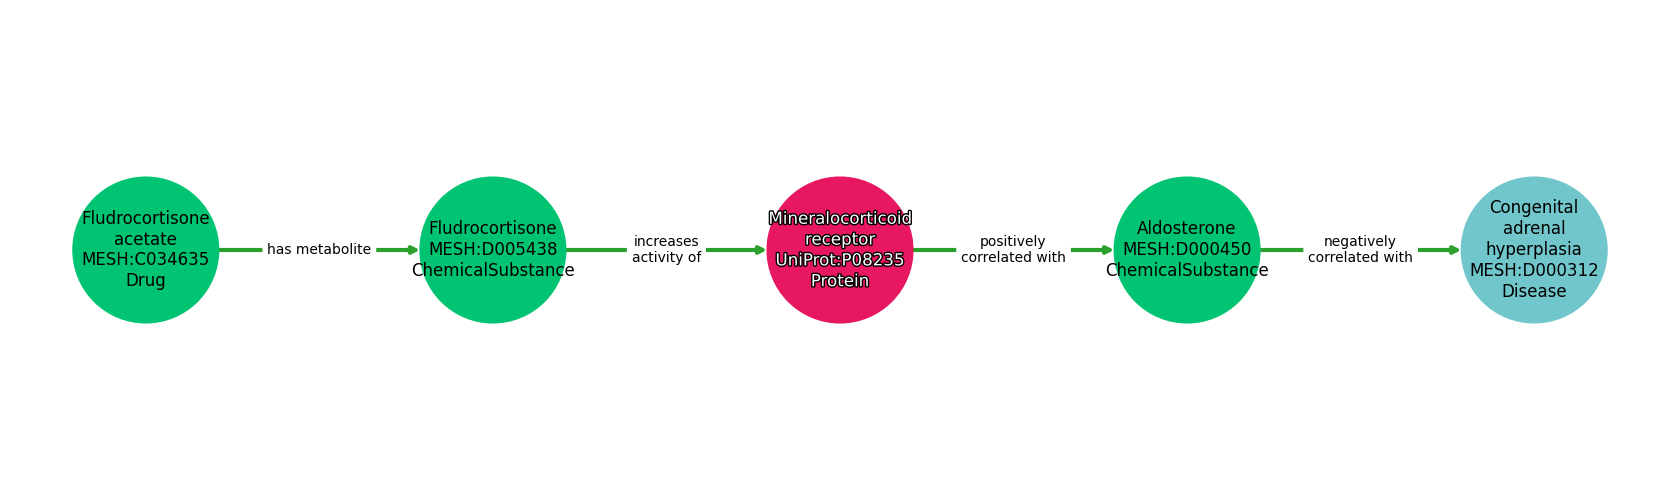 Fludrocortisone
acetate
MESH:C034635
Drug
has metabolite
Fludrocortisone
MESH:D005438
ChemicalSubstance
increases
activity of
Mineralocorticoid
receptor
UniProt:P08235
Protein
positively
correlated with
Aldosterone
MESH:D000450
ChemicalSubstance
negatively
correlated with
Congenital
adrenal
hyperplasia
MESH:D000312
Disease